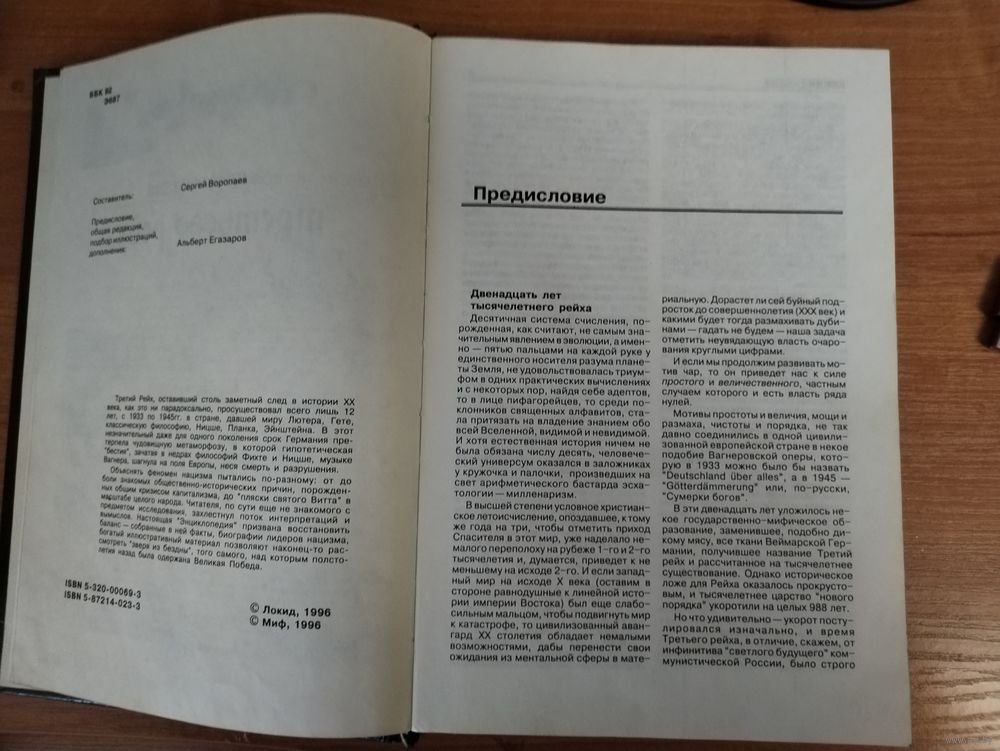 ББК 92
Э687
Составитель:
Сергей Воропаев
Предисловие,
общая редакция,
подбор иллюстраций,
дополнения:
Альберт Егазаров
Третий Рейх, оставивший столь заметный след в истории XX
века, как это ни парадоксально, просуществовал всего лишь 12
лет, с 1933 по 1945гг. в стране, давшей миру Лютера, Гете,
классическую философию, Ницше, Планка, Эйнштейна. В этот
незначительный даже для одного поколения срок Германия пре-
терпела чудовищную метаморфозу, в которой гипотетическая
"бестия", зачатая в недрах философий Фихте и Ницше, музыке
Вагнера, шагнула на поля Европы, неся смерть и разрушения.
Объяснять феномен нацизма пытались по-разному: от до
боли знакомых общественно-исторических причин, порожден-
ных общим кризисом капитализма, до "пляски святого Витта" в
масштабе целого народа. Читателя, по сути еще не знакомого с
предметом исследования, захлестнул поток интерпретаций и
вымыслов. Настоящая "Энциклопедия" призвана восстановить
баланс — собранные в ней факты, биографии лидеров нацизма,
богатый иллюстративный материал позволяют наконец-то рас-
смотреть "зверя из бездны", того самого, над которым полсто-
летия назад была одержана Великая Победа.
ISBN 5-320-00069-3
ISBN 5-87214-023-3
© Локид, 1996
© Миф, 1996
Предисловие
Двенадцать лет
тысячелетнего рейха
Десятичная система счисления, по-
рожденная, как считают, не самым зна-
чительным явлением в эволюции, а имен-
но — пятью пальцами на каждой руке у
единственного носителя разума плане-
ты Земля, не удовольствовалась триум-
фом в одних практических вычислениях
и с некоторых пор, найдя себе адептов,
то в лице пифагорейцев, то среди по-
клонников священных алфавитов, ста-
ла притязать на владение знанием обо
всей Вселенной, видимой и невидимой.
И хотя естественная история ничем не
была обязана числу десять, человече-
ский универсум оказался в заложниках
у кружочка и палочки, произведших на
свет арифметического бастарда эсха-
тологии — милленаризм.
В высшей степени условное христиан-
ское летоисчисление, опоздавшее, к тому
же года на три, чтобы отметить приход
Спасителя в этот мир, уже наделало не-
малого переполоху на рубеже 1-го и 2-го
тысячелетия и, думается, приведет к не
меньшему на исходе 2-го. И если запад-
ный мир на исходе X века (оставим в
стороне равнодушные к линейной исто-
рии империи Востока) был еще слабо-
сильным мальцом, чтобы подвигнуть мир
к катастрофе, то цивилизованный аван-
гард XX столетия обладает немалыми
возможностями, дабы перенести свои
ожидания из ментальной сферы в мате-
риальную. Дорастет ли сей буйный под-
росток до совершеннолетия (XXX век) и
какими будет тогда размахивать дуби-
нами — гадать не будем — наша задача
отметить неувядающую власть очаро-
вания круглыми цифрами.
И если мы продолжим развивать мо-
тив чар, то он приведет нас к силе
простого и величественного, частным
случаем которого и есть власть ряда
нулей.
Мотивы простоты и величия, мощи и
размаха, чистоты и порядка, не так
давно соединились в одной цивили-
зованной европейской стране в некое
подобие Вагнеровской оперы, кото-
рую в 1933 можно было бы назвать
"Deutschland über alles", а в 1945 —
"Götterdämmerung" или, по-русски,
"Сумерки богов".
В эти двенадцать лет уложилось не-
кое государственно-мифическое об-
разование, заменившее, подобно ди-
кому мясу, все ткани Веймарской Гер-
мании, получившее название Третий
рейх и рассчитанное на тысячелетнее
существование. Однако историческое
ложе для Рейха оказалось прокрусто-
вым, и тысячелетнее царство "нового
порядка" укоротили на целых 988 лет.
Но что удивительно — укорот посту-
лировался изначально, и время
Третьего рейха, в отличие, скажем, от
инфинитива "светлого будущего" ком-
мунистической России, было строго